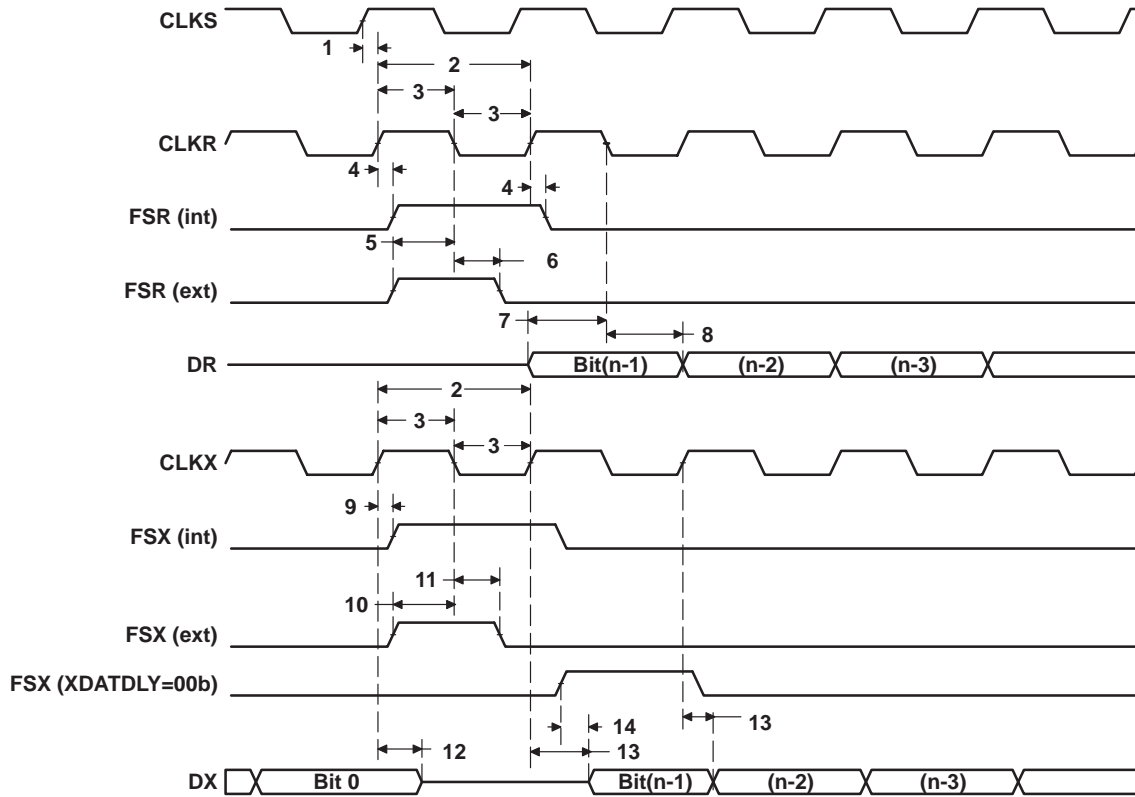 CLKS
1
2
3
3
CLKR
4
4
FSR (int)
5
6
FSR (ext)
7
8
DR
Bit(n-1)
(n-2)
(n-3)
2
3
3
CLKX
9
FSX (int)
11
10
FSX (ext)
FSX (XDATDLY=00b)
14
13
12
13
DX
Bit 0
Bit(n-1)
(n-2)
(n-3)